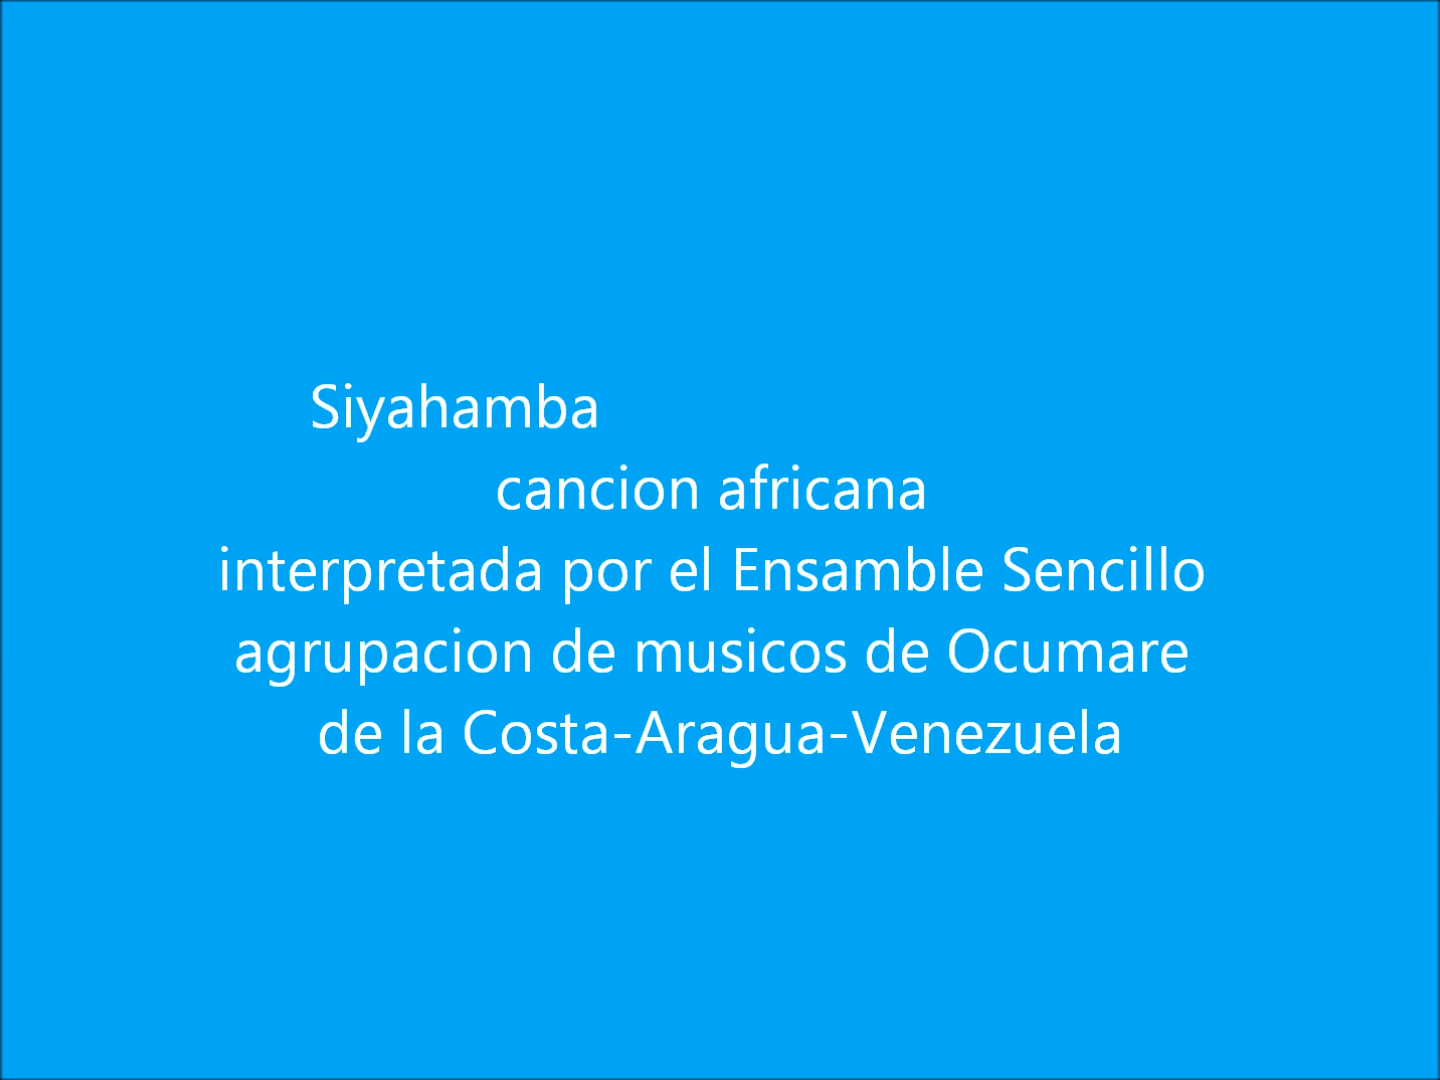 Siyahamba
cancion africana
interpretada por el Ensamble Sencillo
agrupacion de musicos de Ocumare
de la Costa-Aragua-Venezuela